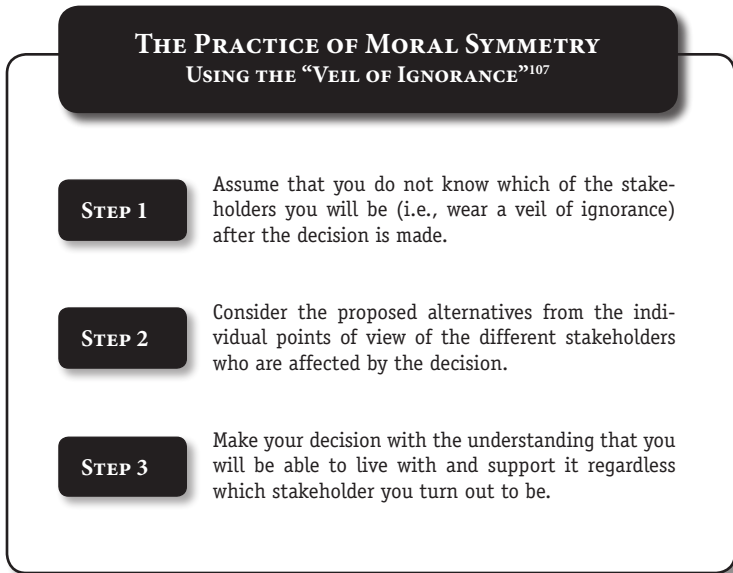 The Practice of Moral Symmetry
Using the “Veil of Ignorance”107
Step 1
Assume that you do not know which of the stake-
holders you will be (i.e., wear a veil of ignorance)
after the decision is made.
Step 2
Consider the proposed alternatives from the indi-
vidual points of view of the different stakeholders
who are affected by the decision.
Step 3
Make your decision with the understanding that you
will be able to live with and support it regardless
which stakeholder you turn out to be.